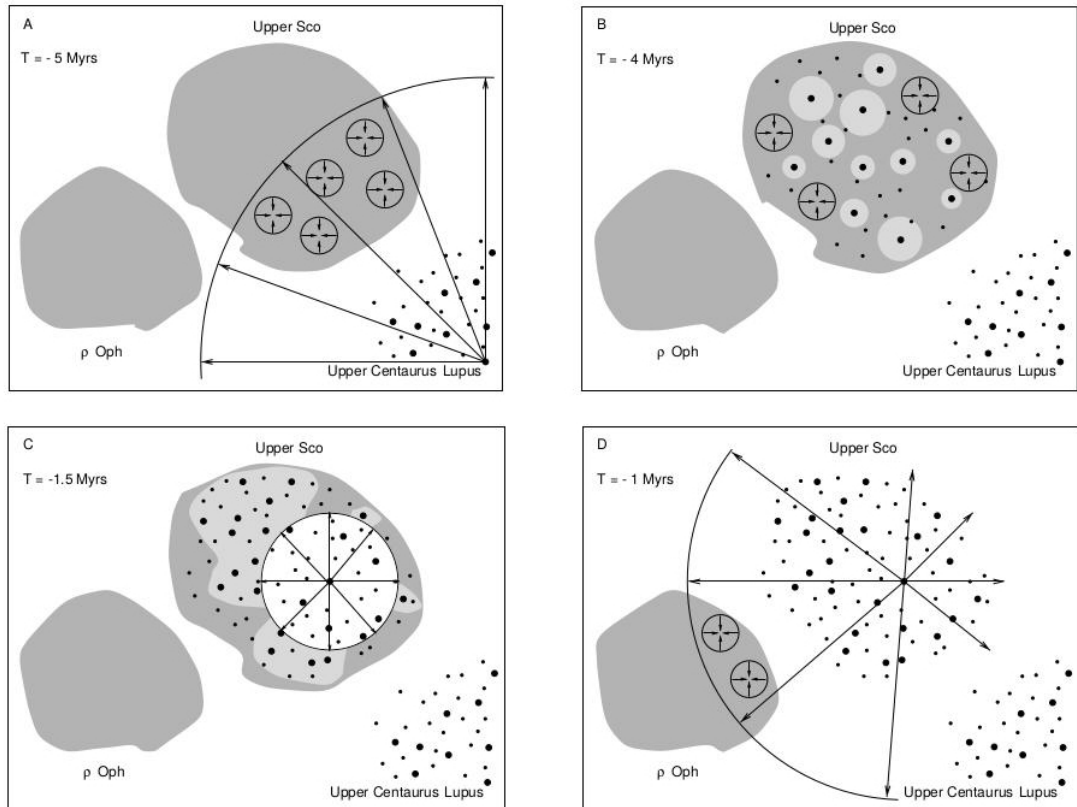 A
Upper Sco
T = - 5 Myrs
ρ Oph
Upper Centaurus Lupus
B
Upper Sco
T = - 4 Myrs
ρ Oph
Upper Centaurus Lupus
C
Upper Sco
T = -1.5 Myrs
ρ Oph
Upper Centaurus Lupus
D
Upper Sco
T = - 1 Myrs
ρ Oph
Upper Centaurus Lupus